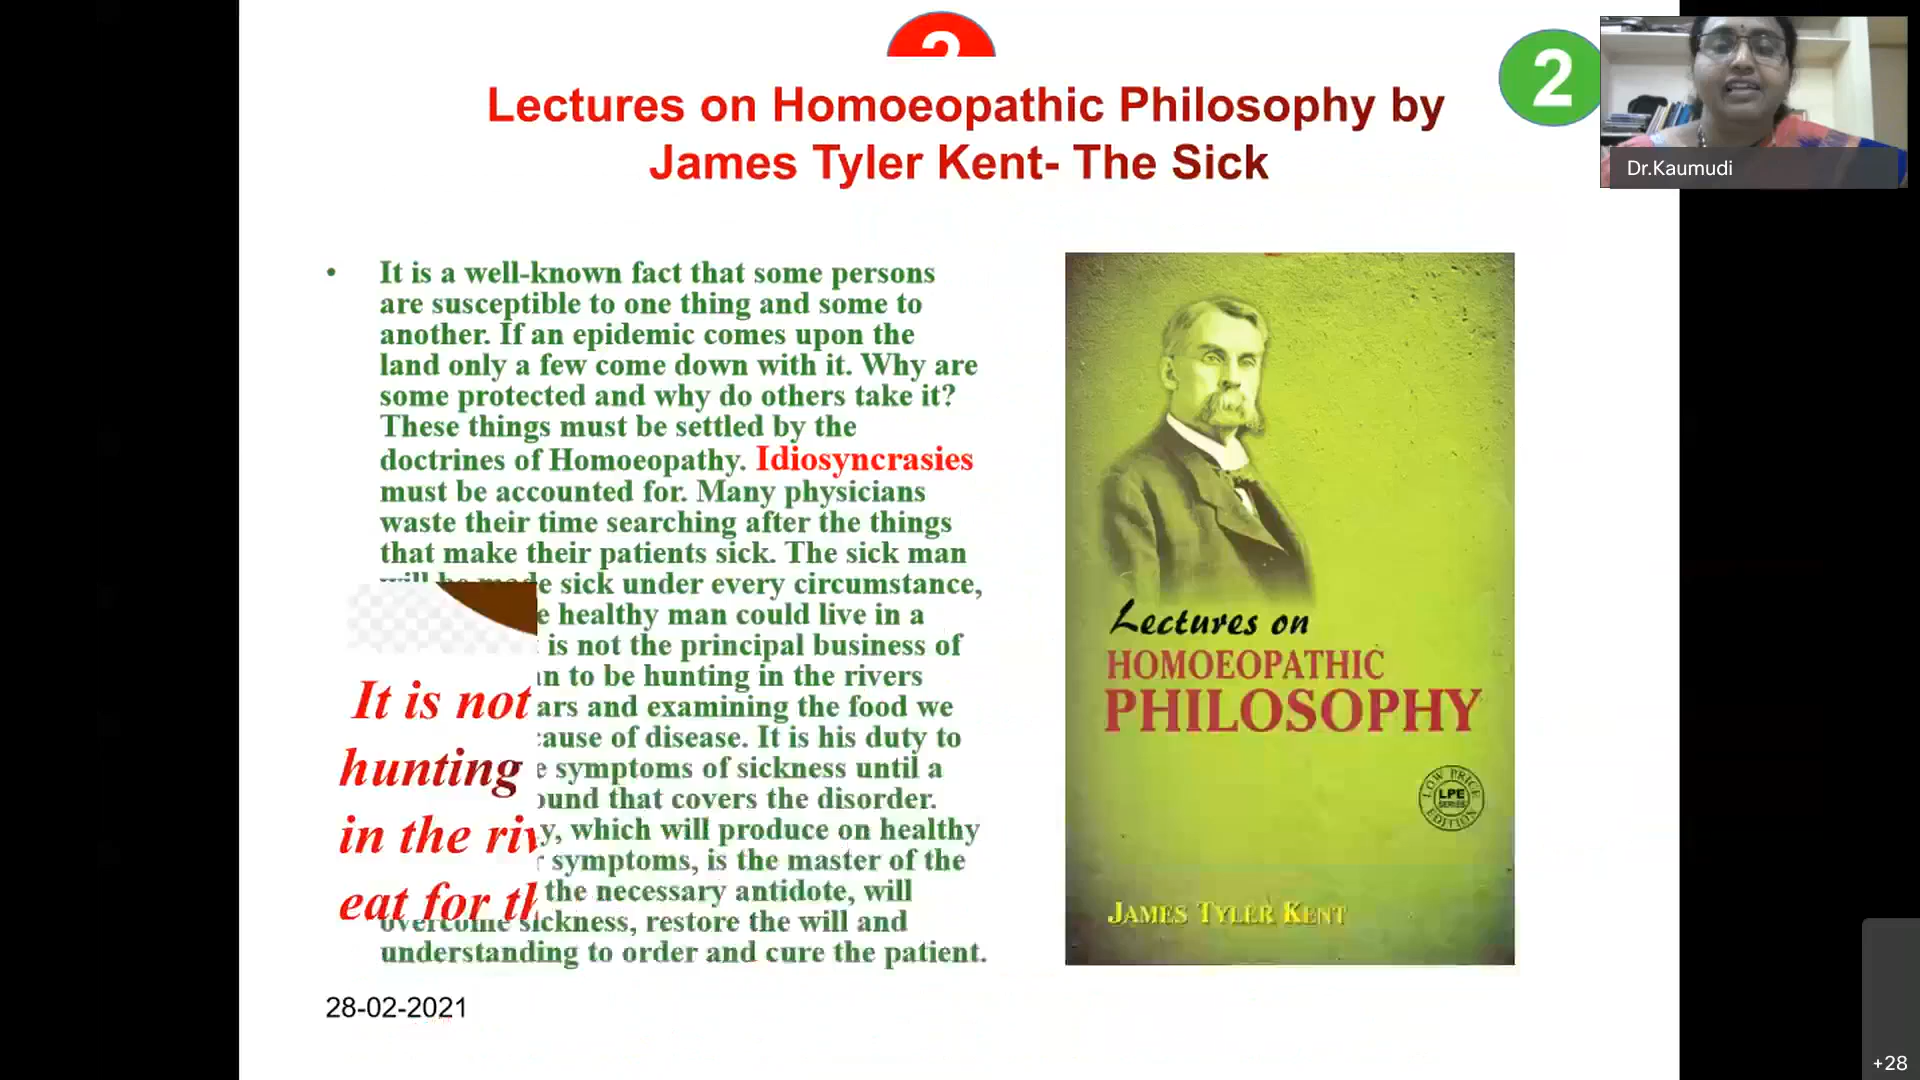 2
2
Lectures on Homoeopathic Philosophy by
James Tyler Kent- The Sick
Dr.Kaumudi
• It is a well-known fact that some persons
are susceptible to one thing and some to
another. If an epidemic comes upon the
land only a few come down with it. Why are
some protected and why do others take it?
These things must be settled by the
doctrines of Homoeopathy. Idiosyncrasies
must be accounted for. Many physicians
waste their time searching after the things
that make their patients sick. The sick man
will be made sick under every circumstance,
healthy man could live in a
is not the principal business of
to be hunting in the rivers
and examining the food we
of disease. It is his duty to
symptoms of sickness until a
that covers the disorder.
which will produce on healthy
symptoms, is the master of the
the necessary antidote, will
overcome sickness, restore the will and
understanding to order and cure the patient.
It is not
hunting
in the
eat for
28-02-2021
Lectures on
HOMOEOPATHIC
PHILOSOPHY
LOW PRICE
LPE
SERIES
EDITION
JAMES TYLER KENT
+28